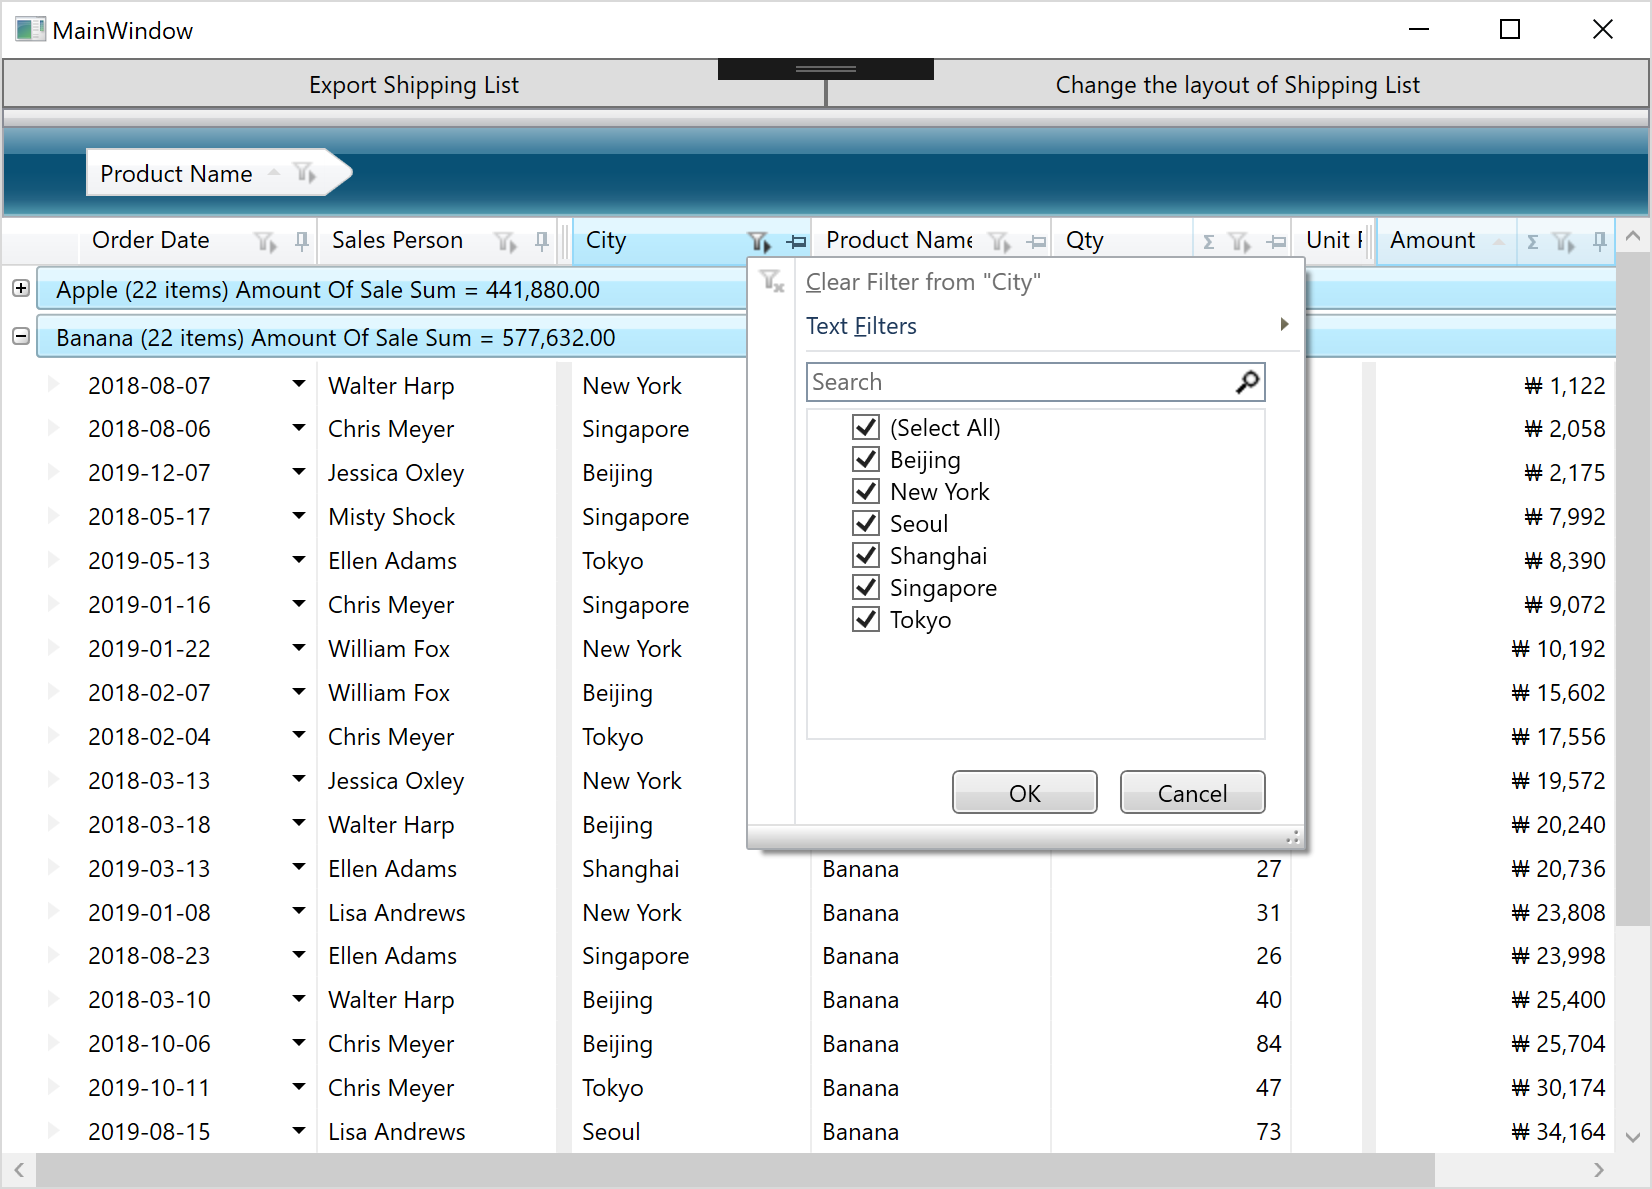 MainWindow
Export Shipping List
Change the layout of Shipping List
Product Name
Order Date Sales Person City Product Name Qty Σ Unit Amount Σ
Apple (22 items) Amount Of Sale Sum = 441,880.00
Banana (22 items) Amount Of Sale Sum = 577,632.00
Clear Filter from "City"
Text Filters
Search
(Select All)
Beijing
New York
Seoul
Shanghai
Singapore
Tokyo
OK Cancel
2018-08-07 Walter Harp New York ₩ 1,122
2018-08-06 Chris Meyer Singapore ₩ 2,058
2019-12-07 Jessica Oxley Beijing ₩ 2,175
2018-05-17 Misty Shock Singapore ₩ 7,992
2019-05-13 Ellen Adams Tokyo ₩ 8,390
2019-01-16 Chris Meyer Singapore ₩ 9,072
2019-01-22 William Fox New York ₩ 10,192
2018-02-07 William Fox Beijing ₩ 15,602
2018-02-04 Chris Meyer Tokyo ₩ 17,556
2018-03-13 Jessica Oxley New York ₩ 19,572
2018-03-18 Walter Harp Beijing ₩ 20,240
2019-03-13 Ellen Adams Shanghai Banana 27 ₩ 20,736
2019-01-08 Lisa Andrews New York Banana 31 ₩ 23,808
2018-08-23 Ellen Adams Singapore Banana 26 ₩ 23,998
2018-03-10 Walter Harp Beijing Banana 40 ₩ 25,400
2018-10-06 Chris Meyer Beijing Banana 84 ₩ 25,704
2019-10-11 Chris Meyer Tokyo Banana 47 ₩ 30,174
2019-08-15 Lisa Andrews Seoul Banana 73 ₩ 34,164